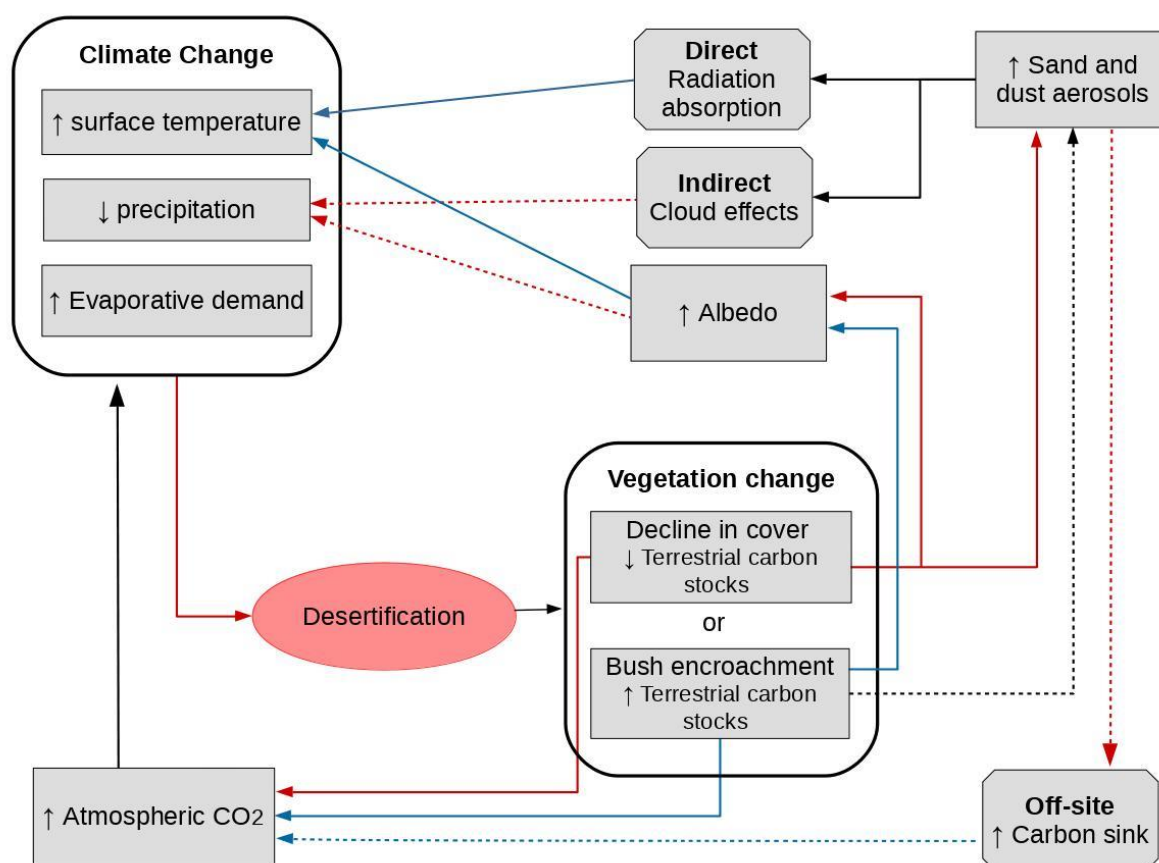 Climate Change
↑ surface temperature
↓ precipitation
↑ Evaporative demand
Direct
Radiation
absorption
Indirect
Cloud effects
↑ Albedo
↑ Sand and
dust aerosols
Vegetation change
Decline in cover
↓ Terrestrial carbon
stocks
or
Bush encroachment
↑ Terrestrial carbon
stocks
Desertification
↑ Atmospheric CO2
Off-site
↑ Carbon sink